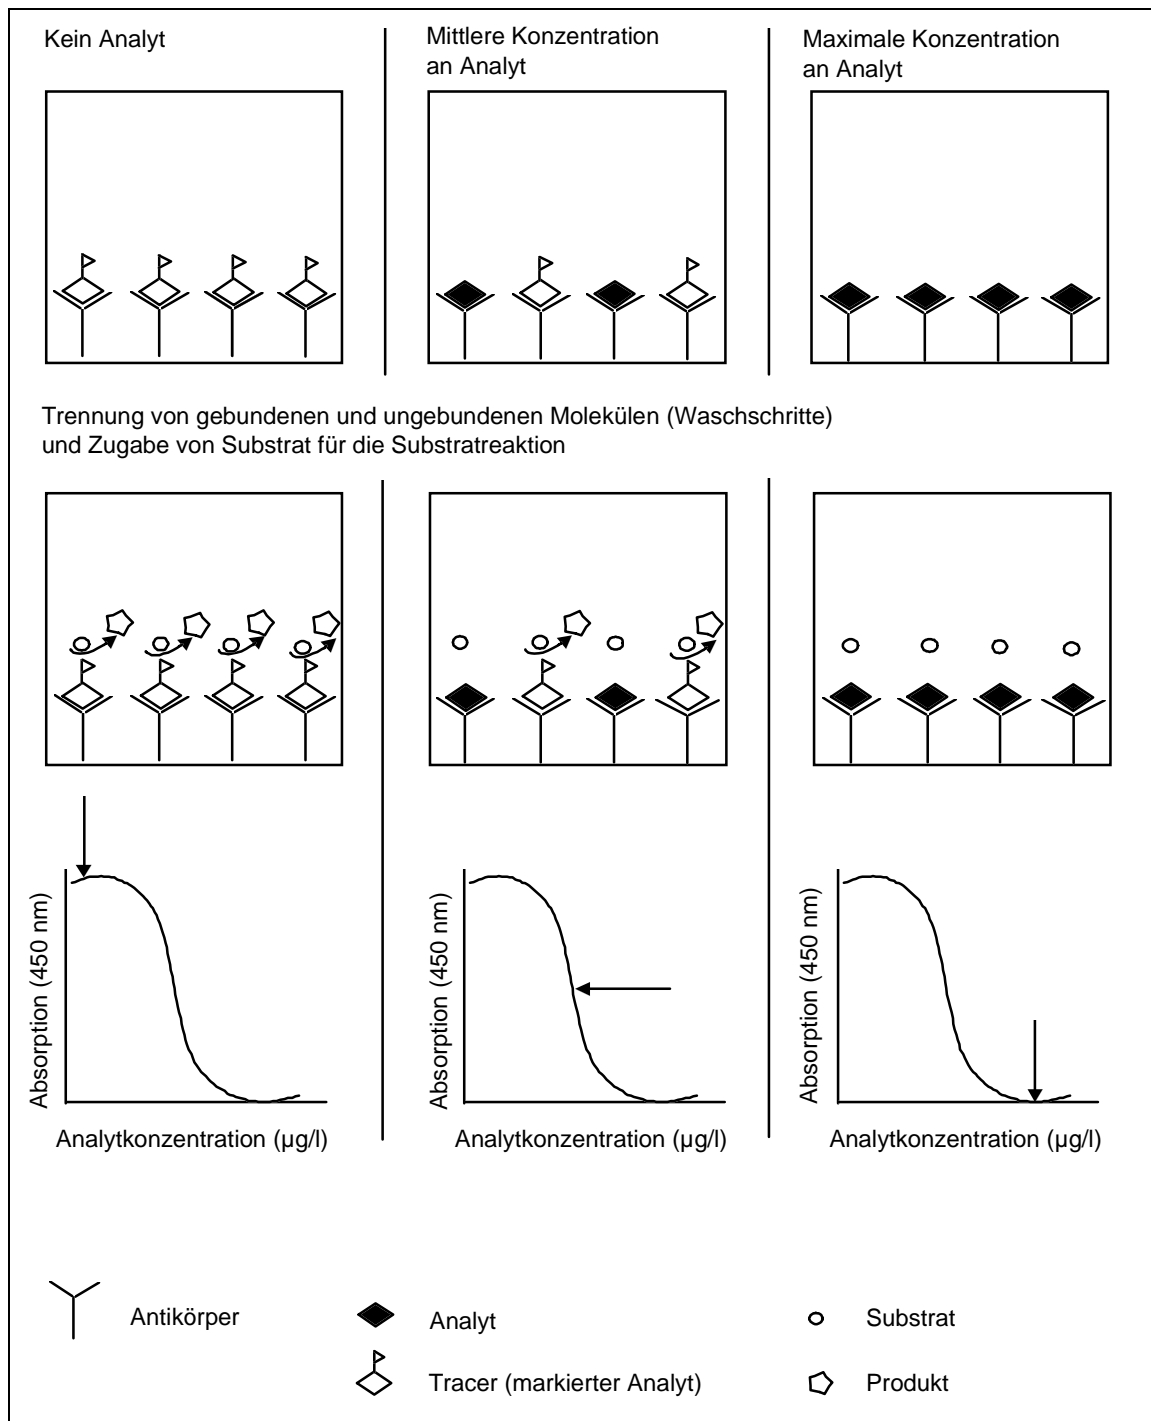 Kein Analyt
Mittlere Konzentration
an Analyt
Maximale Konzentration
an Analyt
Trennung von gebundenen und ungebundenen Molekülen (Waschschritte)
und Zugabe von Substrat für die Substratreaktion
Absorption (450 nm)
Analytkonzentration (µg/l)
Absorption (450 nm)
Analytkonzentration (µg/l)
Absorption (450 nm)
Analytkonzentration (µg/l)
Antikörper
Analyt
Substrat
Tracer (markierter Analyt)
Produkt